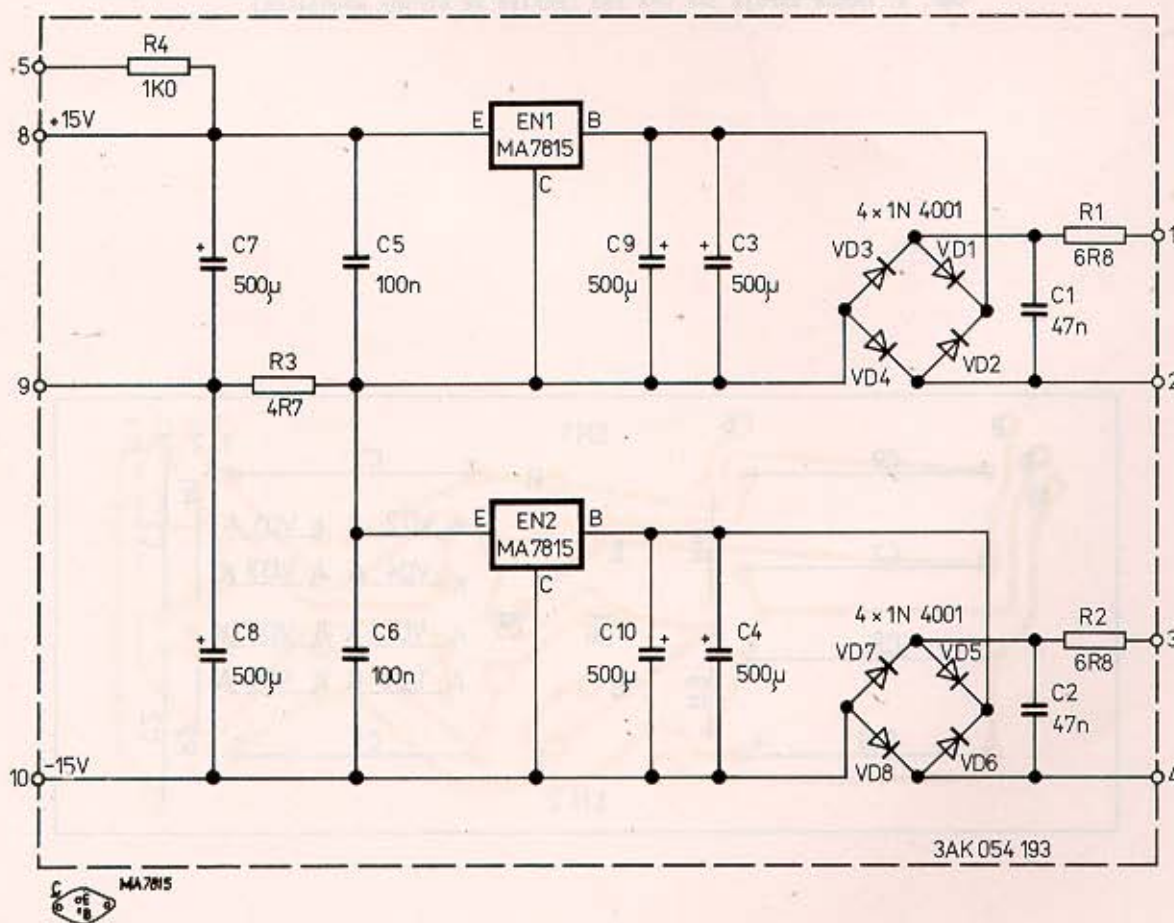 R4
5
1K0
8
+15V
E
EN1
MA7815
B
C
4 × 1N 4001
VD3
VD1
R1
1
6R8
C7
+
500µ
C5
100n
C9
+
500µ
C3
+
500µ
C1
47n
VD4
VD2
2
R3
4R7
9
E
EN2
MA7815
B
C
4 × 1N 4001
VD7
VD5
R2
3
6R8
C8
+
500µ
C6
100n
C10
+
500µ
C4
+
500µ
C2
47n
VD8
VD6
10
-15V
4
3AK 054 193
MA7815
C
E
B